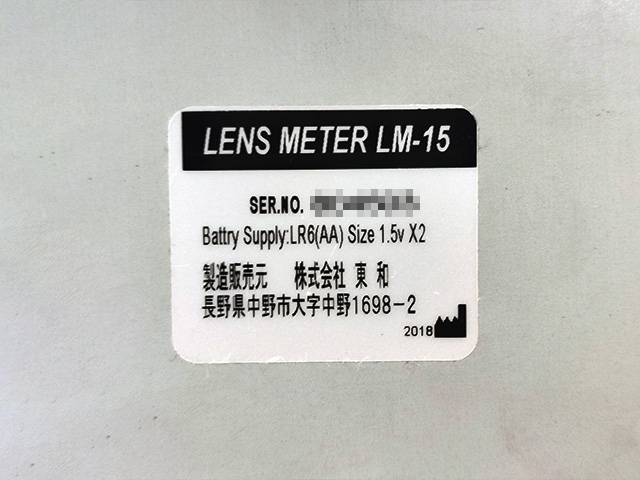 LENS METER LM-15
SER.NO.
Battry Supply:LR6(AA) Size 1.5v X2
製造販売元 株式会社 東 和
長野県中野市大字中野1698-2
2018